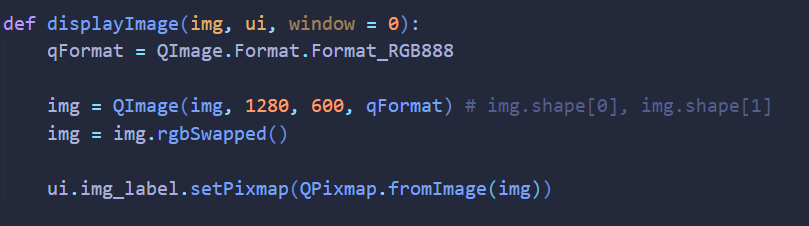 def displayImage(img, ui, window = 0):
    qFormat = QImage.Format.Format_RGB888
    img = QImage(img, 1280, 600, qFormat) # img.shape[0], img.shape[1]
    img = img.rgbSwapped()
    ui.img_label.setPixmap(QPixmap.fromImage(img))